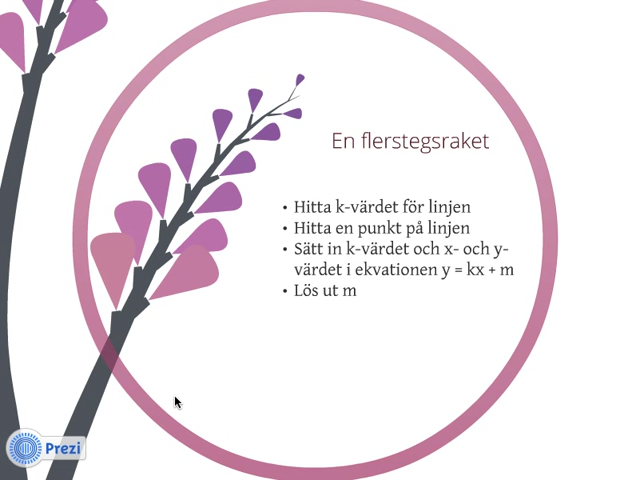 En flerstegsraket
• Hitta k-värdet för linjen
• Hitta en punkt på linjen
• Sätt in k-värdet och x- och y-
värdet i ekvationen y = kx + m
• Lös ut m
Prezi